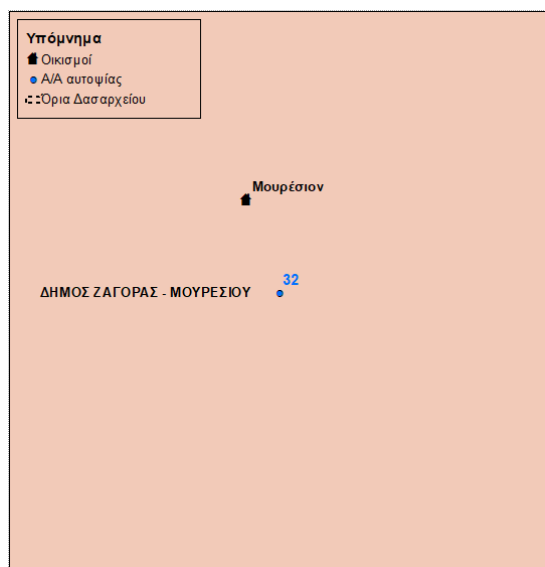 Υπόμνημα
Οικισμοί
Α/Α αυτοψίας
Όρια Δασαρχείου
Μουρέσιον
32
ΔΗΜΟΣ ΖΑΓΟΡΑΣ - ΜΟΥΡΕΣΙΟΥ